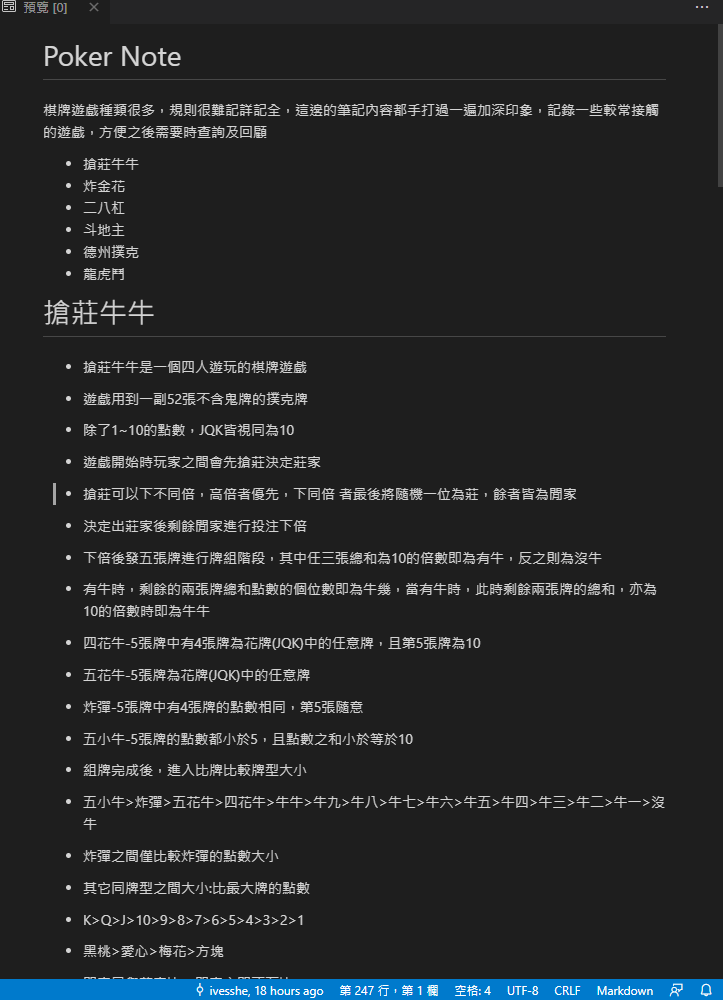 預覽 [0]
Poker Note
棋牌遊戲種類很多，規則很難記詳記全，這邊的筆記內容都手打過一遍加深印象，記錄一些較常接觸
的遊戲，方便之後需要時查詢及回顧
搶莊牛牛
炸金花
二八杠
斗地主
德州撲克
龍虎鬥
搶莊牛牛
搶莊牛牛是一個四人遊玩的棋牌遊戲
遊戲用到一副52張不含鬼牌的撲克牌
除了1~10的點數，JQK皆視同為10
遊戲開始時玩家之間會先搶莊決定莊家
搶莊可以下不同倍，高倍者優先，下同倍 者最後將隨機一位為莊，餘者皆為閒家
決定出莊家後剩餘閒家進行投注下倍
下倍後發五張牌進行牌組階段，其中任三張總和為10的倍數即為有牛，反之則為沒牛
有牛時，剩餘的兩張牌總和點數的個位數即為牛幾，當有牛時，此時剩餘兩張牌的總和，亦為
10的倍數時即為牛牛
四花牛-5張牌中有4張牌為花牌(JQK)中的任意牌，且第5張牌為10
五花牛-5張牌為花牌(JQK)中的任意牌
炸彈-5張牌中有4張牌的點數相同，第5張隨意
五小牛-5張牌的點數都小於5，且點數之和小於等於10
組牌完成後，進入比牌比較牌型大小
五小牛>炸彈>五花牛>四花牛>牛牛>牛九>牛八>牛七>牛六>牛五>牛四>牛三>牛二>牛一>沒
牛
炸彈之間僅比較炸彈的點數大小
其它同牌型之間大小:比最大牌的點數
K>Q>J>10>9>8>7>6>5>4>3>2>1
黑桃>愛心>梅花>方塊
ivesshe, 18 hours ago 第 247 行，第 1 欄 空格: 4 UTF-8 CRLF Markdown